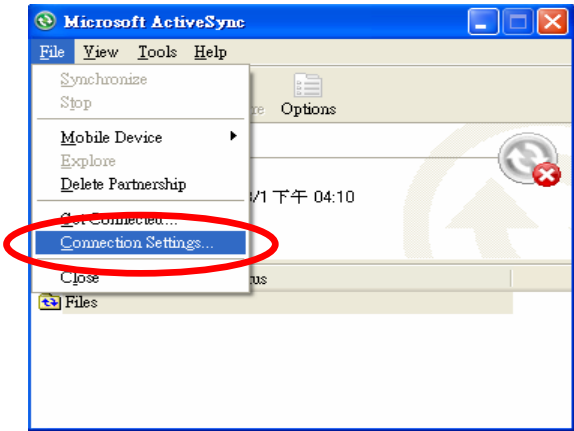 Microsoft ActiveSync
File View Tools Help
Synchronize
Stop
Options
Mobile Device
Explore
Delete Partnership
/1 下午 04:10
Get Connected...
Connection Settings...
Close
Files